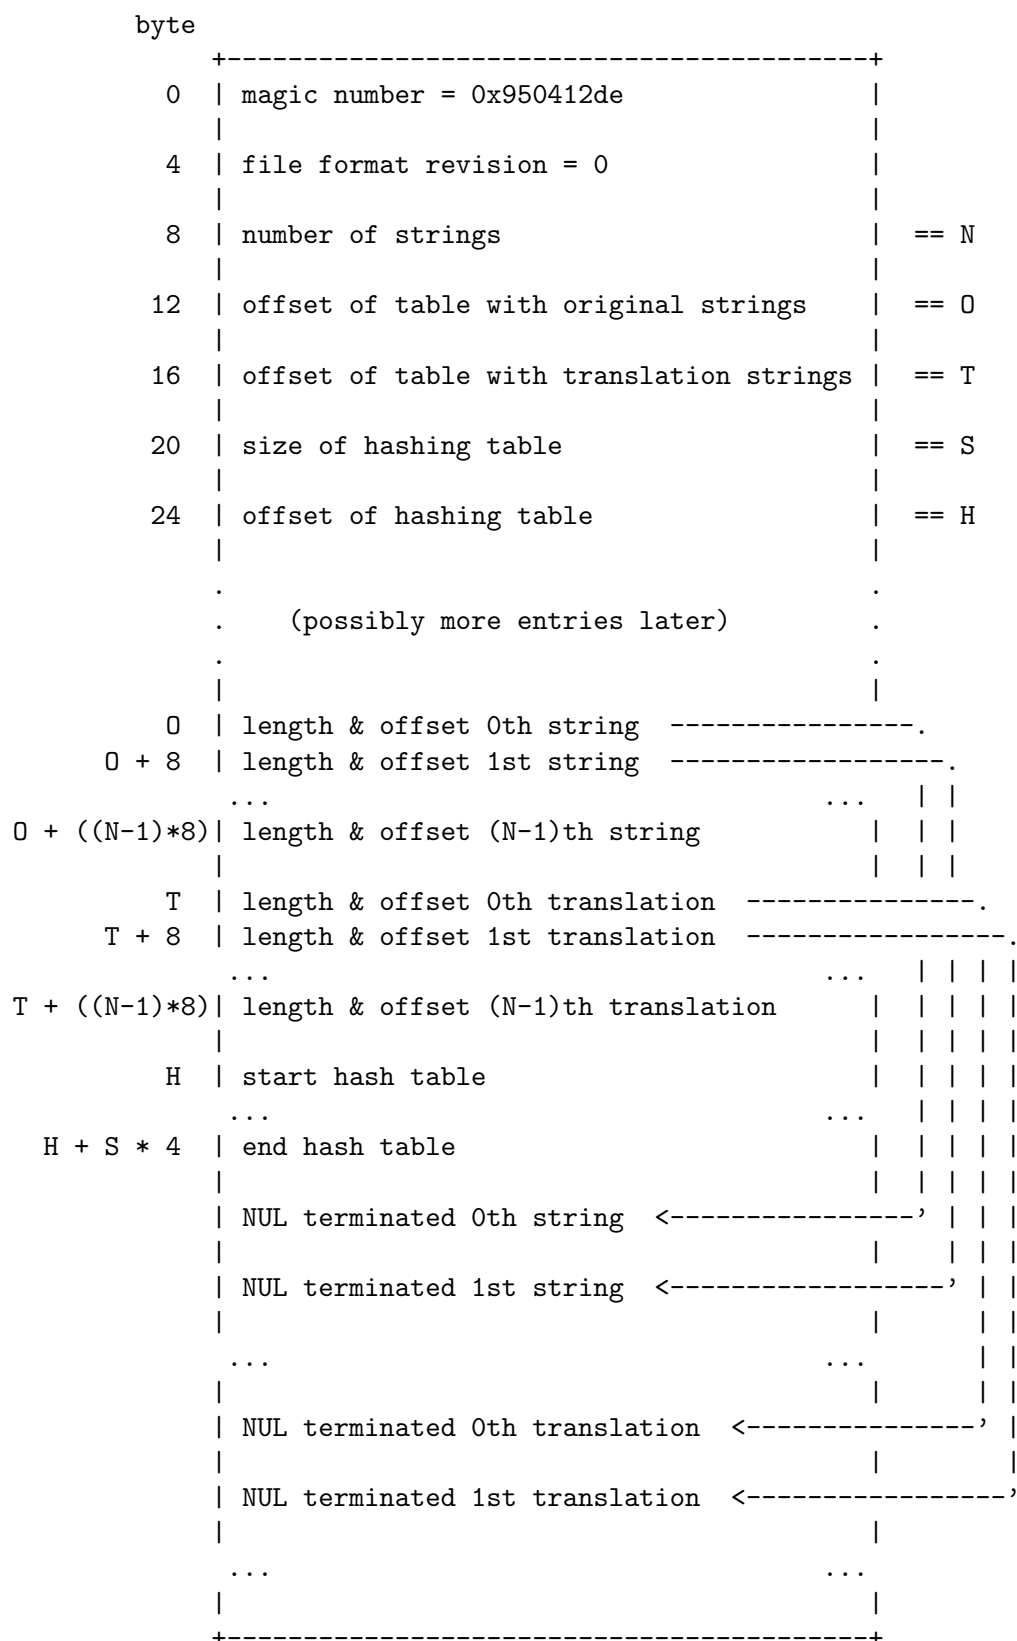 byte
+------------------------------------------+
0 | magic number = 0x950412de |
| |
4 | file format revision = 0 |
| |
8 | number of strings | == N
| |
12 | offset of table with original strings | == O
| |
16 | offset of table with translation strings | == T
| |
20 | size of hashing table | == S
| |
24 | offset of hashing table | == H
| |
. .
. (possibly more entries later) .
. .
| |
O | length & offset 0th string ----------------.
O + 8 | length & offset 1st string ------------------.
... ... | |
O + ((N-1)*8)| length & offset (N-1)th string | | |
| | | |
T | length & offset 0th translation ---------------.
T + 8 | length & offset 1st translation -----------------.
... ... | | | |
T + ((N-1)*8)| length & offset (N-1)th translation | | | | |
| | | | | |
H | start hash table | | | | |
... ... | | | |
H + S * 4 | end hash table | | | | |
| | | | | |
| NUL terminated 0th string <----------------' | | |
| | | | |
| NUL terminated 1st string <------------------' | |
| | | |
... ... | |
| | | |
| NUL terminated 0th translation <---------------' |
| | |
| NUL terminated 1st translation <-----------------'
| |
... ...
| |
+------------------------------------------+